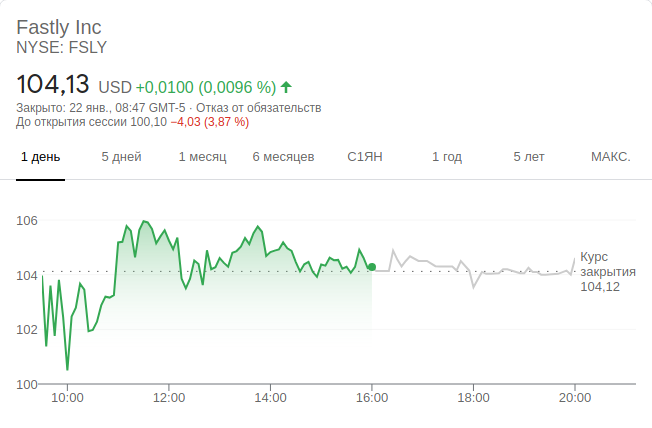 Fastly Inc
NYSE: FSLY
104,13 USD +0,0100 (0,0096 %)
Закрыто: 22 янв., 08:47 GMT-5 · Отказ от обязательств
До открытия сессии 100,10 −4,03 (3,87 %)
1 день 5 дней 1 месяц 6 месяцев С1ЯН 1 год 5 лет МАКС.
106
104
102
100
Курс
закрытия
104,12
10:00 12:00 14:00 16:00 18:00 20:00